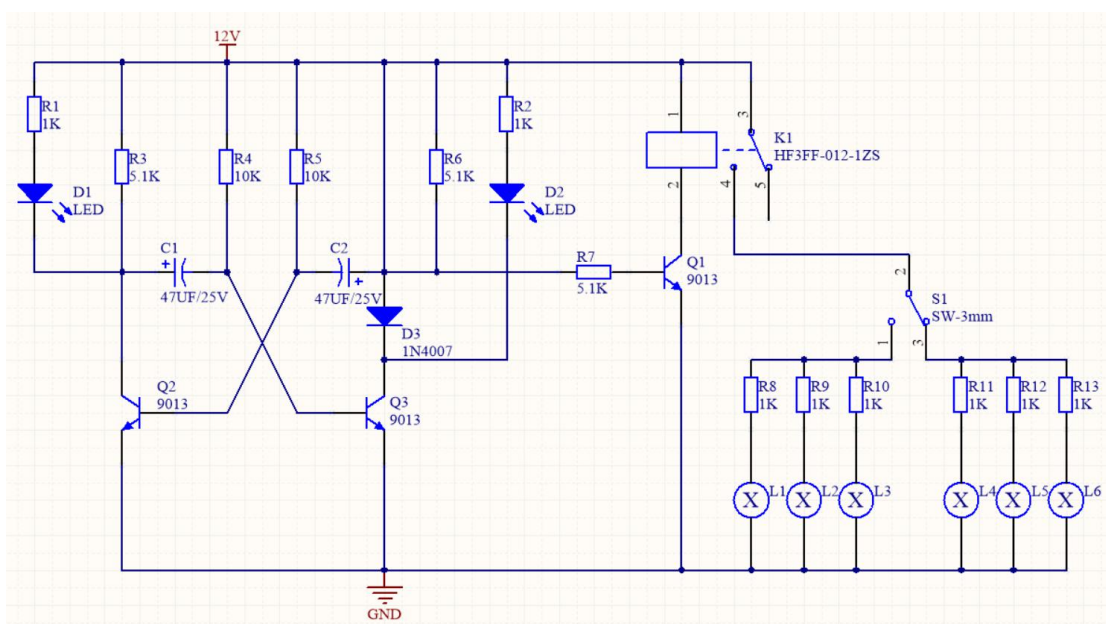 12V
R1
1K
R3
5.1K
R4
10K
R5
10K
R6
5.1K
R2
1K
1
2
3
4
5
K1
HF3FF-012-1ZS
D1
LED
D2
LED
C1
+
47UF/25V
C2
+
47UF/25V
R7
5.1K
Q1
9013
D3
1N4007
2
S1
SW-3mm
1
3
Q2
9013
Q3
9013
R8
1K
R9
1K
R10
1K
R11
1K
R12
1K
R13
1K
X L1
X L2
X L3
X L4
X L5
X L6
GND